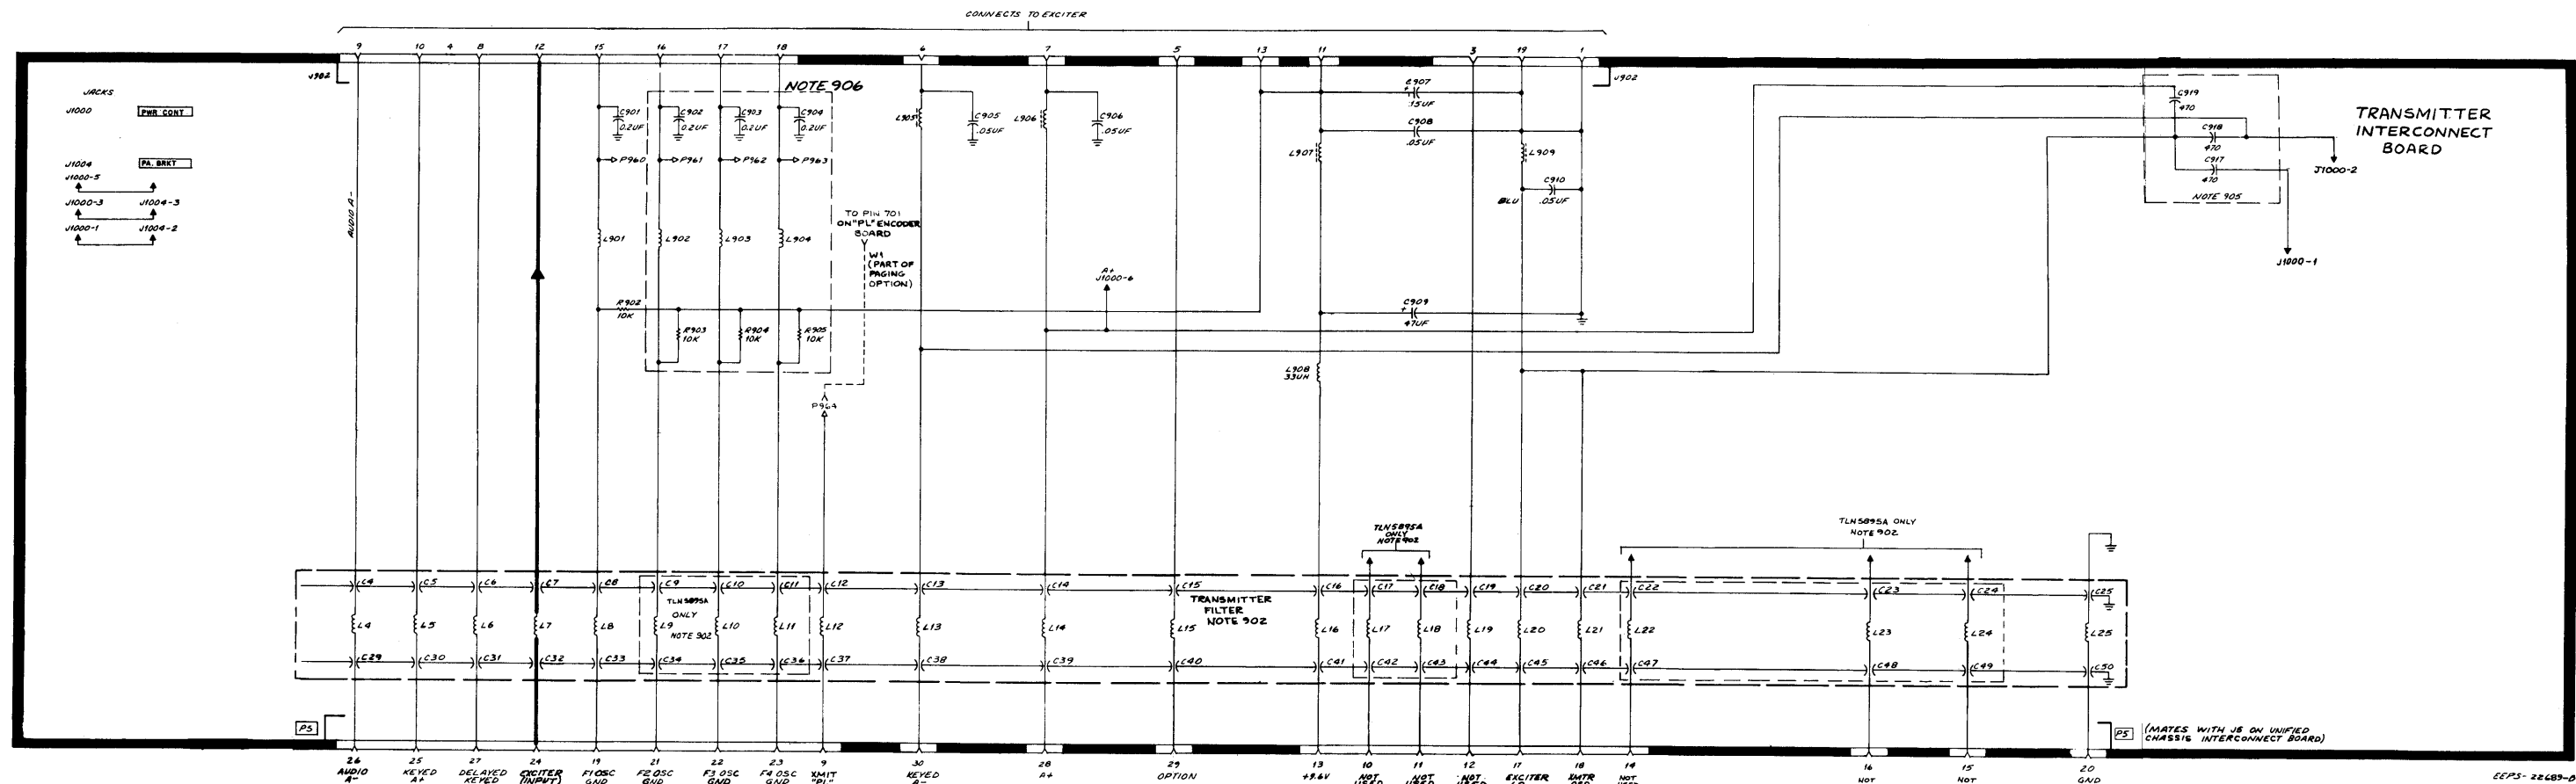 CONNECTS TO EXCITER
9 10 4 8 12 15 16 17 18 6 7 5 13 11 3 19 1
J902
J902
NOTE 906
JACKS
J1000 PWR CONT
J1004 PA. BRKT
J1000-5
J1000-3 J1004-3
J1000-1 J1004-2
AUDIO A-
C901
0.2UF
C902
0.2UF
C903
0.2UF
C904
0.2UF
P960
P961
P962
P963
L901
L902
L903
L904
R902
10K
R903
10K
R904
10K
R905
10K
TO PIN 701
ON "PL" ENCODER
BOARD
W1
(PART OF
PAGING
OPTION)
P964
L905
C905
.05UF
L906
C906
.05UF
A+
J1000-6
C907
+
.15UF
C908
.05UF
L907
L909
C910
.05UF
BLU
C909
+
47UF
L908
33UH
C919
470
C918
470
C917
470
NOTE 905
J1000-2
J1000-1
TRANSMITTER
INTERCONNECT
BOARD
TLN5895A
ONLY
NOTE 902
TLN5895A ONLY
NOTE 902
C4 C5 C6 C7 C8 C9 C10 C11 C12 C13 C14 C15 C16 C17 C18 C19 C20 C21 C22 C23 C24 C25
TLN5895A
ONLY
NOTE 902
TRANSMITTER
FILTER
NOTE 902
L4 L5 L6 L7 L8 L9 L10 L11 L12 L13 L14 L15 L16 L17 L18 L19 L20 L21 L22 L23 L24 L25
C29 C30 C31 C32 C33 C34 C35 C36 C37 C38 C39 C40 C41 C42 C43 C44 C45 C46 C47 C48 C49 C50
P5
P5 (MATES WITH J5 ON UNIFIED
CHASSIS INTERCONNECT BOARD)
26 25 27 24 19 21 22 23 9 30 28 29 13 10 11 12 17 18 14 16 15 20
AUDIO
A-
KEYED
A+
DELAYED
KEYED
EXCITER
(INPUT)
F1 OSC
GND
F2 OSC
GND
F3 OSC
GND
F4 OSC
GND
XMIT
"PL"
KEYED
A-
A+
OPTION
+9.6V
NOT
USED
NOT
USED
NOT
USED
EXCITER
XMTR
NOT
USED
NOT
NOT
GND
EEPS-22689-D